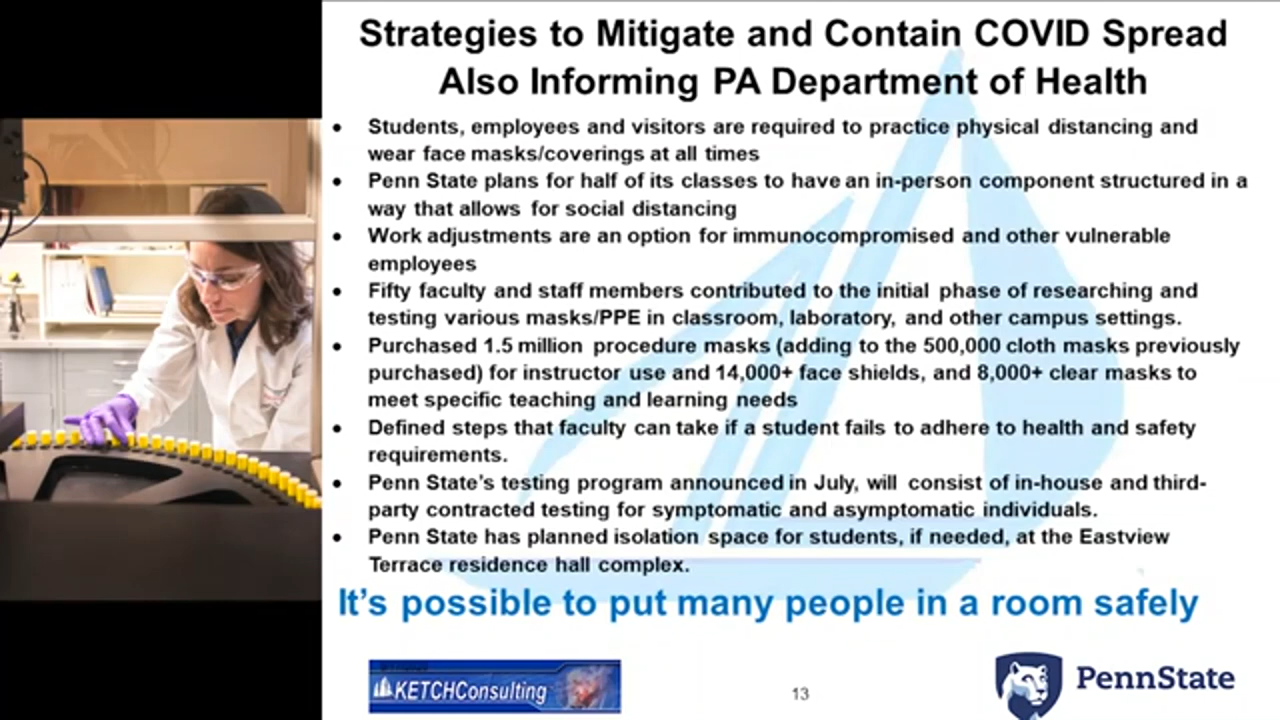 Strategies to Mitigate and Contain COVID Spread
Also Informing PA Department of Health
• Students, employees and visitors are required to practice physical distancing and
wear face masks/coverings at all times
• Penn State plans for half of its classes to have an in-person component structured in a
way that allows for social distancing
• Work adjustments are an option for immunocompromised and other vulnerable
employees
• Fifty faculty and staff members contributed to the initial phase of researching and
testing various masks/PPE in classroom, laboratory, and other campus settings.
• Purchased 1.5 million procedure masks (adding to the 500,000 cloth masks previously
purchased) for instructor use and 14,000+ face shields, and 8,000+ clear masks to
meet specific teaching and learning needs
• Defined steps that faculty can take if a student fails to adhere to health and safety
requirements.
• Penn State's testing program announced in July, will consist of in-house and third-
party contracted testing for symptomatic and asymptomatic individuals.
• Penn State has planned isolation space for students, if needed, at the Eastview
Terrace residence hall complex.
It's possible to put many people in a room safely
KETCHConsulting
13
PennState